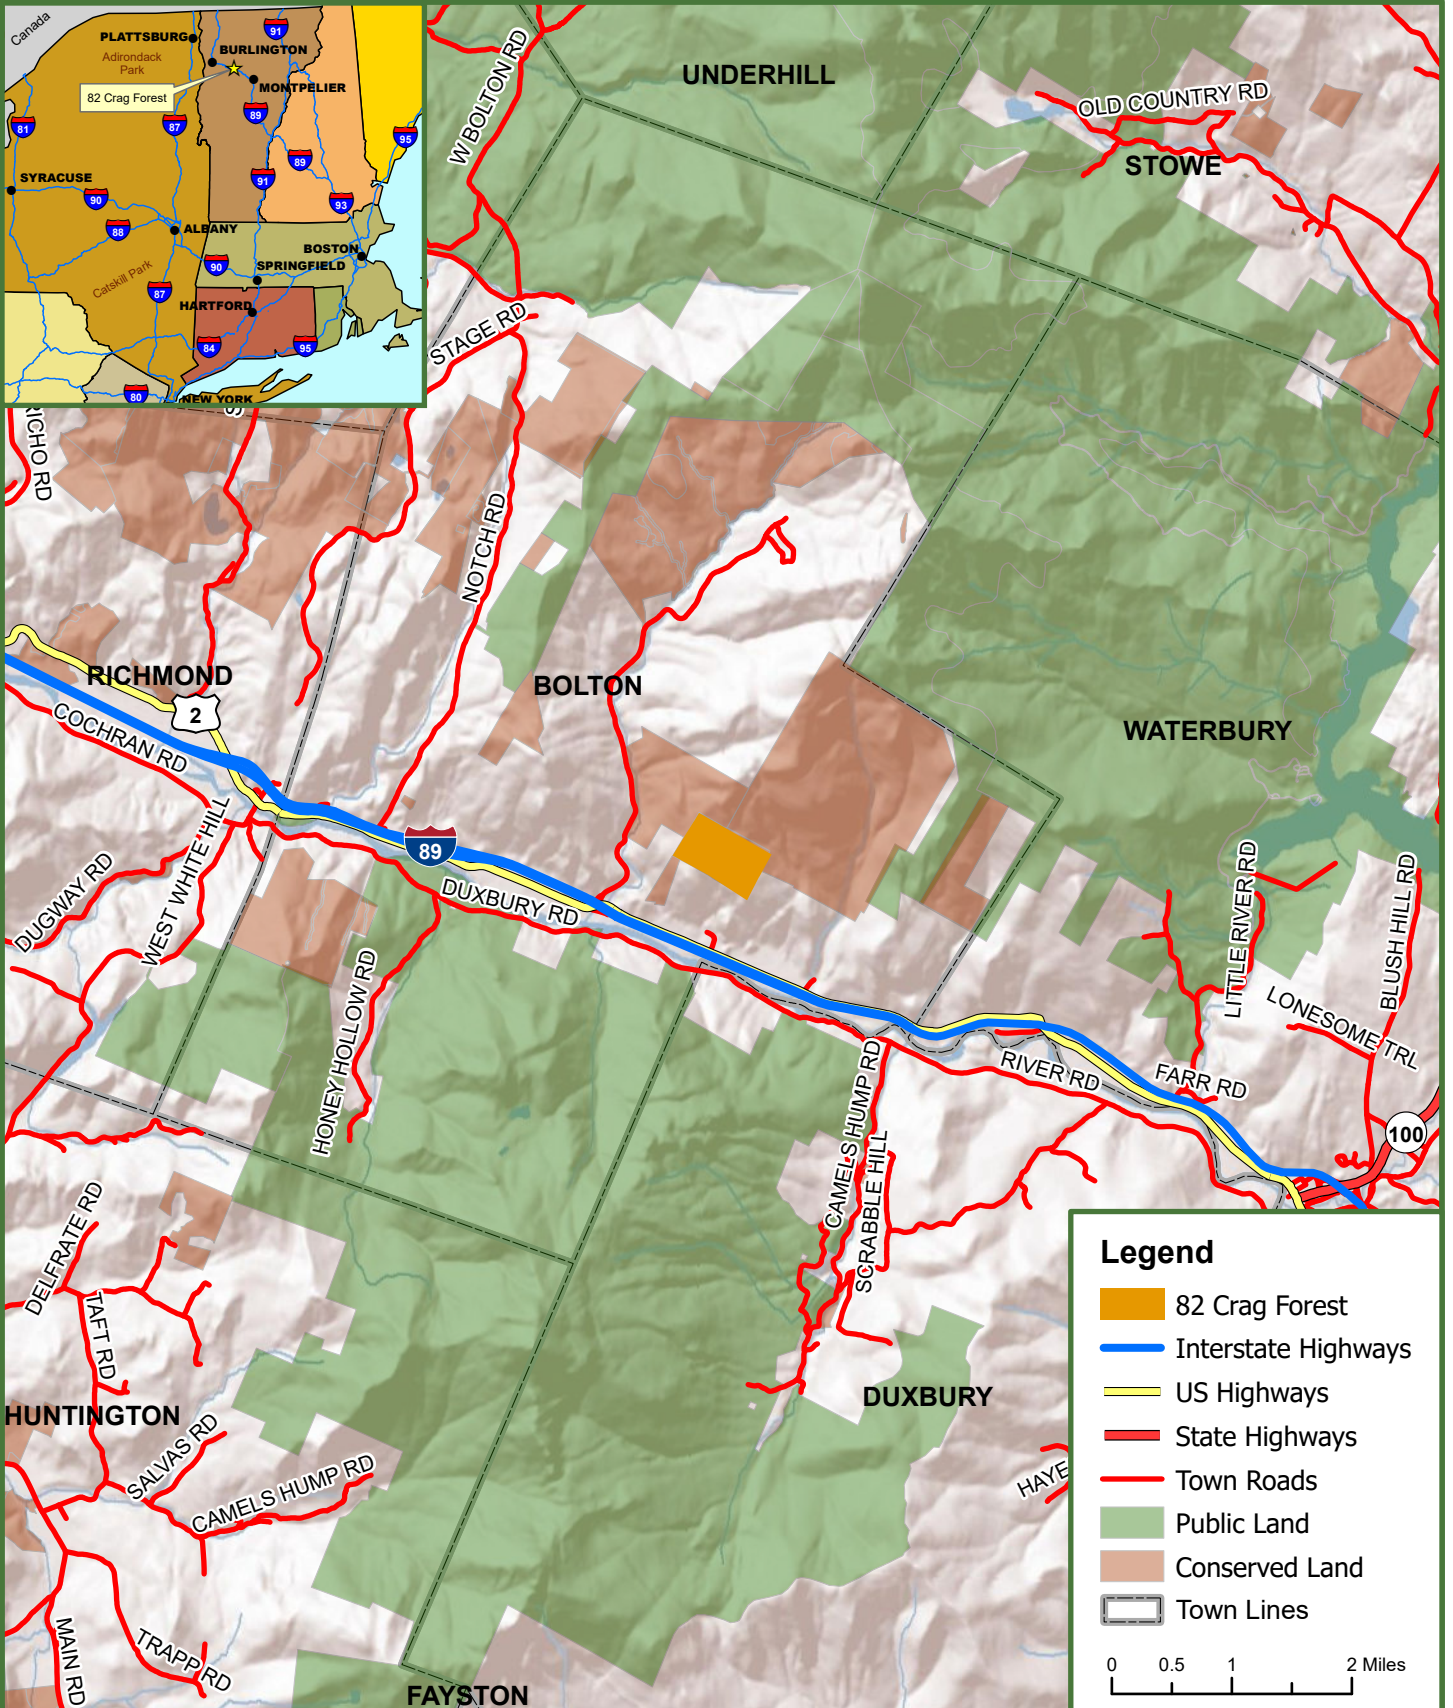 Canada
PLATTSBURG
Adirondack
Park
BURLINGTON
91
MONTPELIER
82 Crag Forest
89
87
81
95
89
SYRACUSE
91
90
93
88
ALBANY
BOSTON
90
SPRINGFIELD
Catskill Park
87
HARTFORD
84
95
80
NEW YORK
W BOLTON RD
UNDERHILL
OLD COUNTRY RD
STOWE
STAGE RD
RICHO RD
S
NOTCH RD
RICHMOND
2
BOLTON
COCHRAN RD
WATERBURY
WEST WHITE HILL
89
DUGWAY RD
DUXBURY RD
LITTLE RIVER RD
BLUSH HILL RD
HONEY HOLLOW RD
LONESOME TRL
CAMELS HUMP RD
RIVER RD
FARR RD
100
SCRABBLE HILL
DELFRATE RD
TAFT RD
HUNTINGTON
DUXBURY
SALVAS RD
CAMELS HUMP RD
HAYE
MAIN RD
TRAPP RD
FAYSTON
Legend
82 Crag Forest
Interstate Highways
US Highways
State Highways
Town Roads
Public Land
Conserved Land
Town Lines
0 0.5 1 2 Miles